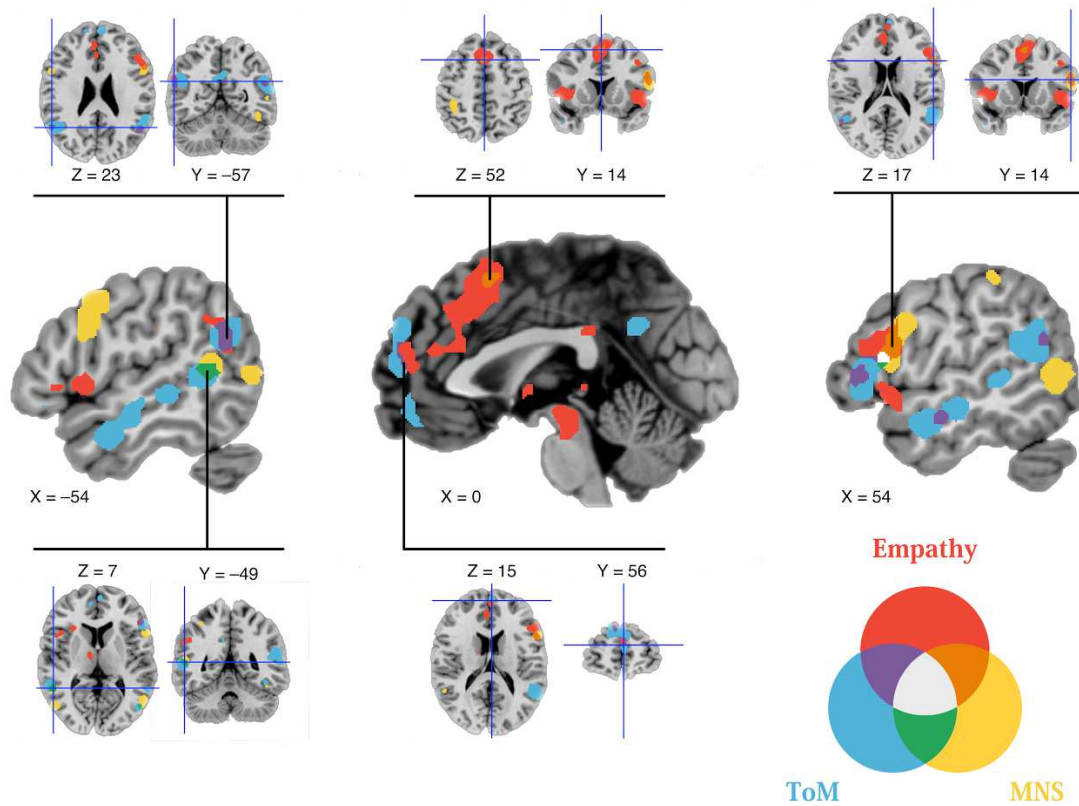 Z = 23 Y = –57
Z = 52 Y = 14
Z = 17 Y = 14
X = –54
X = 0
X = 54
Z = 7 Y = –49
Z = 15 Y = 56
Empathy
ToM
MNS